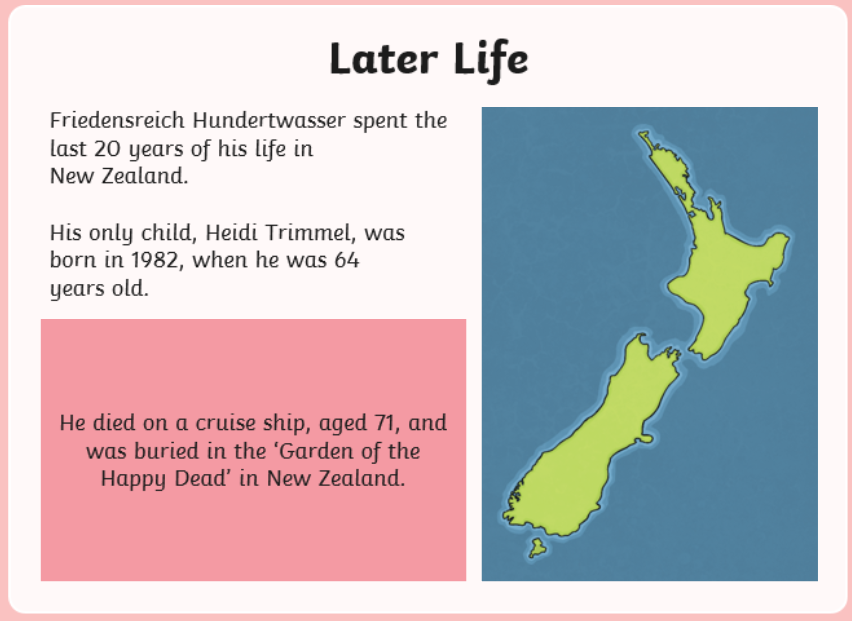 Later Life
Friedensreich Hundertwasser spent the
last 20 years of his life in
New Zealand.
His only child, Heidi Trimmel, was
born in 1982, when he was 64
years old.
He died on a cruise ship, aged 71, and
was buried in the ‘Garden of the
Happy Dead’ in New Zealand.